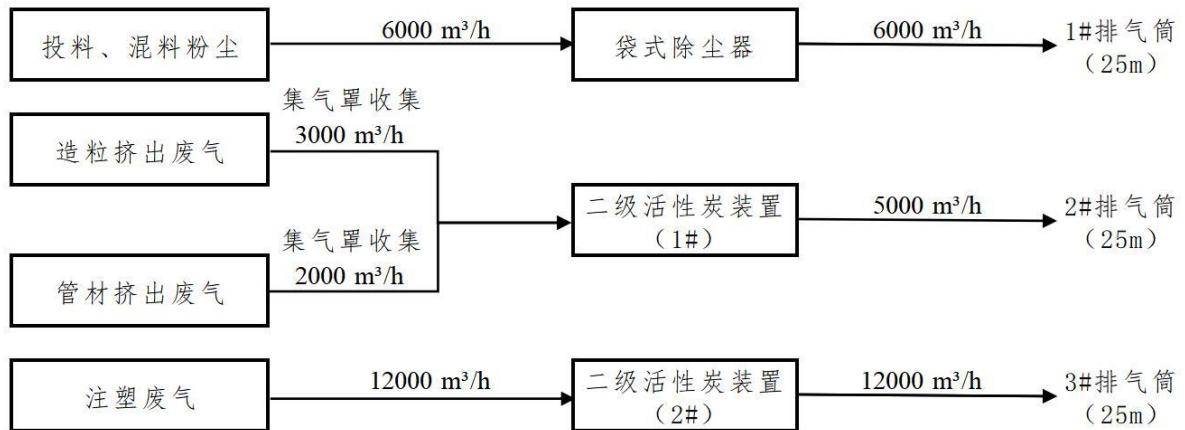 投料、混料粉尘
6000 m³/h
袋式除尘器
6000 m³/h
1#排气筒
（25m）
集气罩收集
3000 m³/h
造粒挤出废气
二级活性炭装置
（1#）
5000 m³/h
2#排气筒
（25m）
集气罩收集
2000 m³/h
管材挤出废气
注塑废气
12000 m³/h
二级活性炭装置
（2#）
12000 m³/h
3#排气筒
（25m）